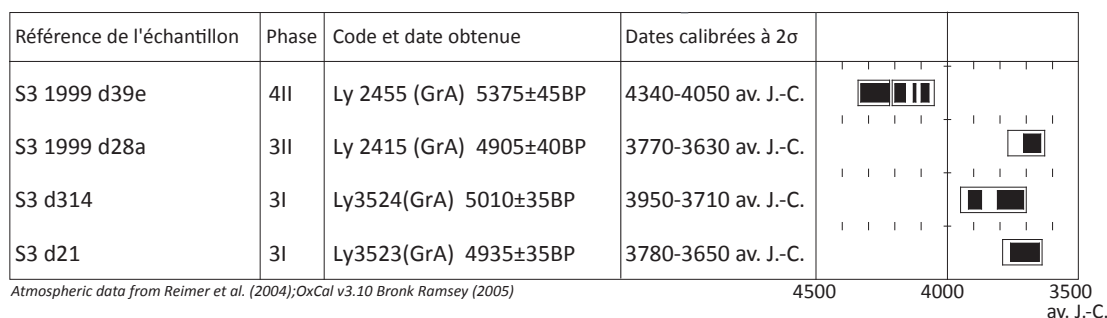 Référence de l'échantillon Phase Code et date obtenue Dates calibrées à 2σ
S3 1999 d39e 4II Ly 2455 (GrA) 5375±45BP 4340-4050 av. J.-C.
S3 1999 d28a 3II Ly 2415 (GrA) 4905±40BP 3770-3630 av. J.-C.
S3 d314 3I Ly3524(GrA) 5010±35BP 3950-3710 av. J.-C.
S3 d21 3I Ly3523(GrA) 4935±35BP 3780-3650 av. J.-C.
Atmospheric data from Reimer et al. (2004);OxCal v3.10 Bronk Ramsey (2005) 4500 4000 3500
av. J.-C.